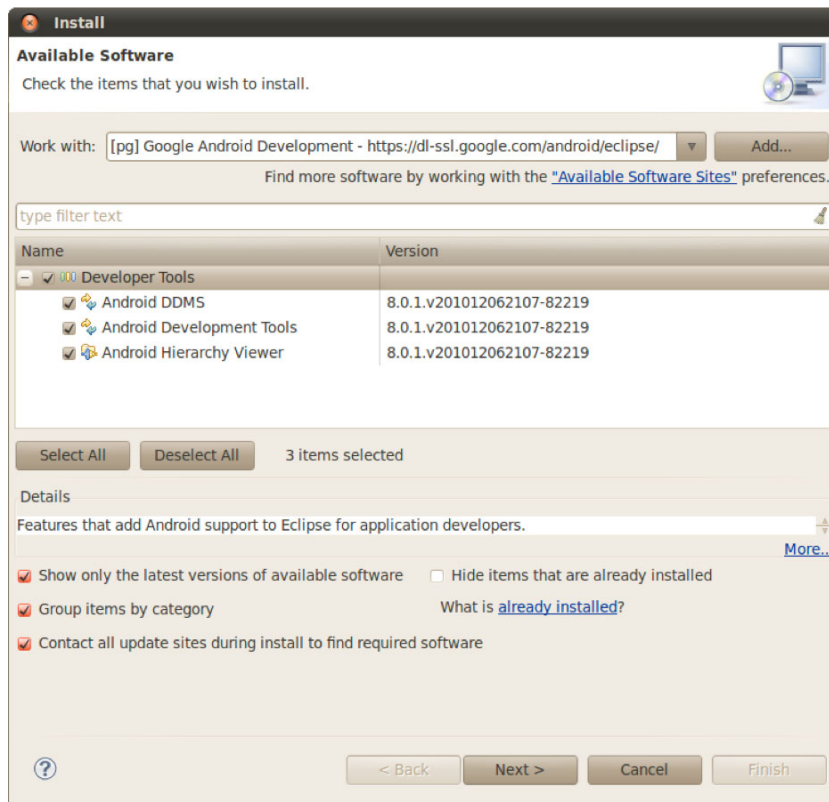 Install
Available Software
Check the items that you wish to install.
Work with: [pg] Google Android Development - https://dl-ssl.google.com/android/eclipse/ Add...
Find more software by working with the "Available Software Sites" preferences.
type filter text
Name Version
Developer Tools
Android DDMS 8.0.1.v201012062107-82219
Android Development Tools 8.0.1.v201012062107-82219
Android Hierarchy Viewer 8.0.1.v201012062107-82219
Select All Deselect All 3 items selected
Details
Features that add Android support to Eclipse for application developers.
More..
Show only the latest versions of available software Hide items that are already installed
Group items by category What is already installed?
Contact all update sites during install to find required software
? < Back Next > Cancel Finish